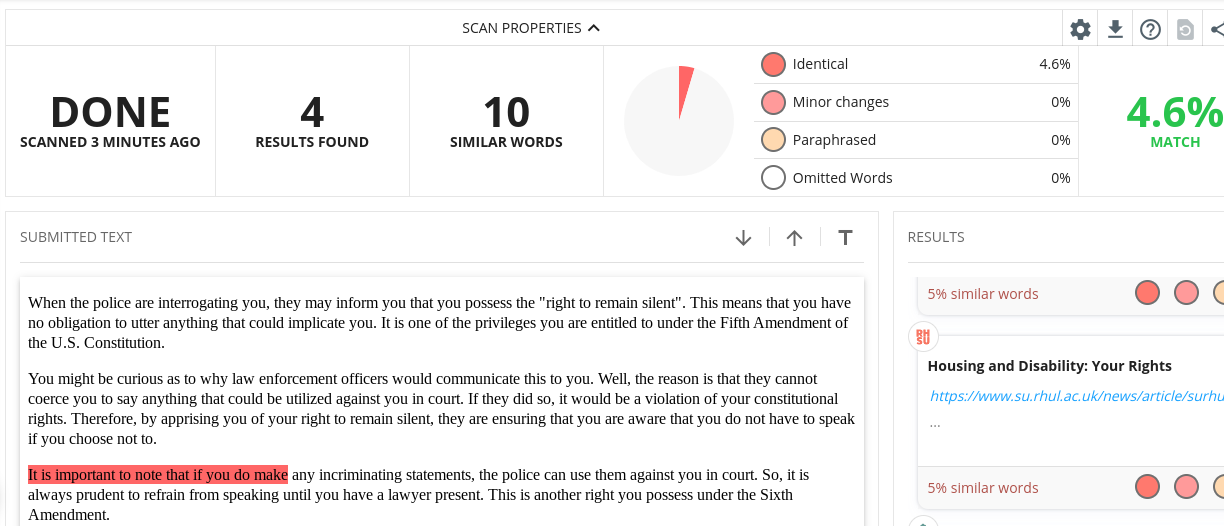 SCAN PROPERTIES
DONE
SCANNED 3 MINUTES AGO
4
RESULTS FOUND
10
SIMILAR WORDS
Identical 4.6%
Minor changes 0%
Paraphrased 0%
Omitted Words 0%
4.6%
MATCH
SUBMITTED TEXT
When the police are interrogating you, they may inform you that you possess the "right to remain silent". This means that you have
no obligation to utter anything that could implicate you. It is one of the privileges you are entitled to under the Fifth Amendment of
the U.S. Constitution.
You might be curious as to why law enforcement officers would communicate this to you. Well, the reason is that they cannot
coerce you to say anything that could be utilized against you in court. If they did so, it would be a violation of your constitutional
rights. Therefore, by apprising you of your right to remain silent, they are ensuring that you are aware that you do not have to speak
if you choose not to.
It is important to note that if you do make any incriminating statements, the police can use them against you in court. So, it is
always prudent to refrain from speaking until you have a lawyer present. This is another right you possess under the Sixth
Amendment.
RESULTS
5% similar words
RH
SU
Housing and Disability: Your Rights
https://www.su.rhul.ac.uk/news/article/surhu
...
5% similar words